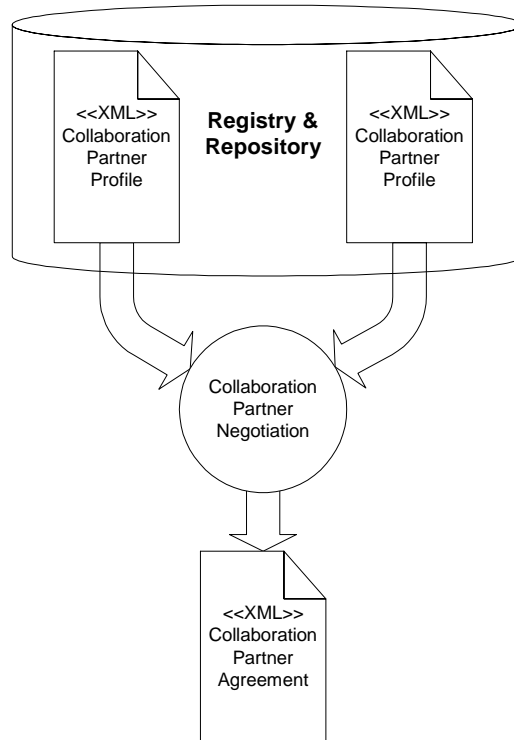 <<XML>>
Collaboration
Partner
Profile
Registry &
Repository
<<XML>>
Collaboration
Partner
Profile
Collaboration
Partner
Negotiation
<<XML>>
Collaboration
Partner
Agreement